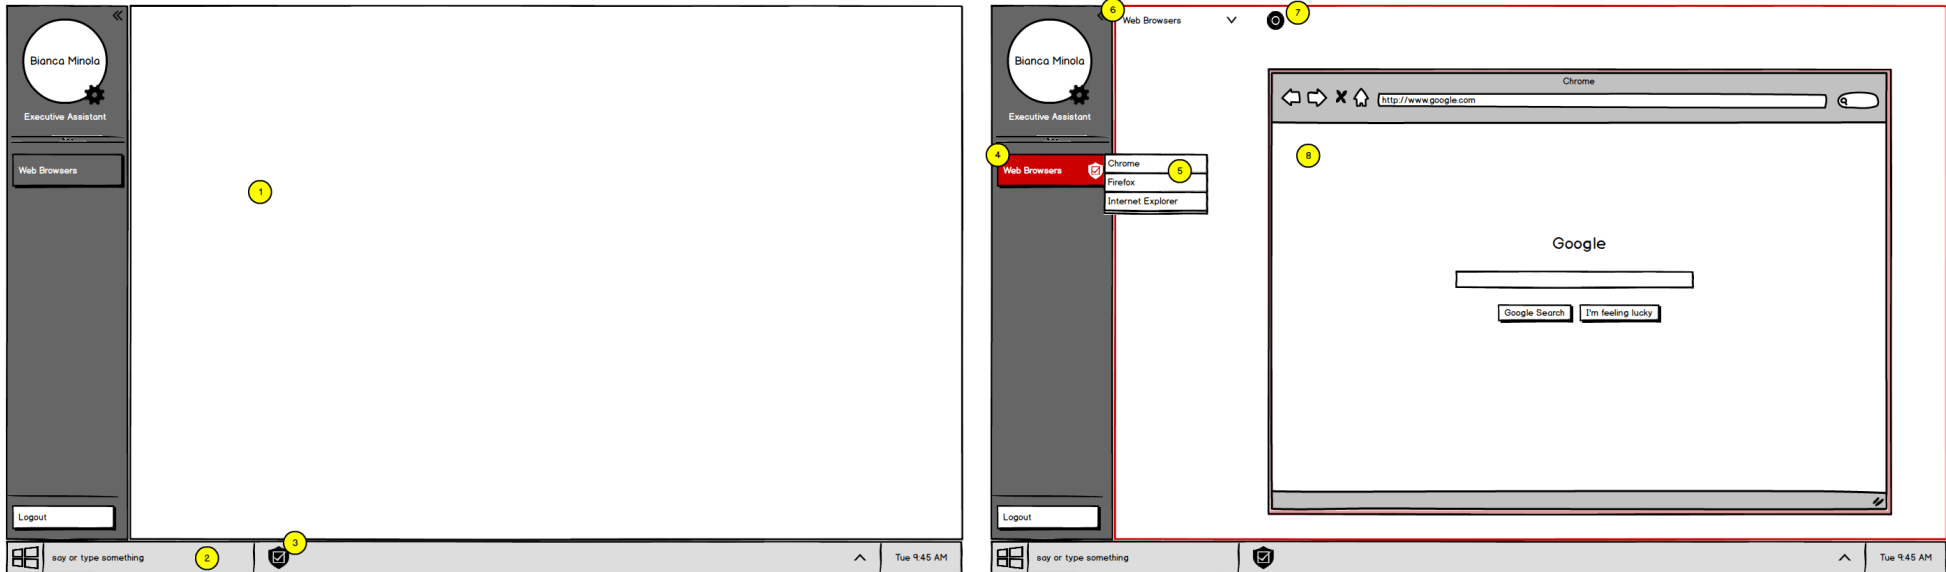 Bianca Minola
Executive Assistant
Web Browsers
1
Logout
say or type something
2
3
Tue 9:45 AM
6
Web Browsers
7
Bianca Minola
Executive Assistant
4
Web Browsers
Chrome
5
Firefox
Internet Explorer
Chrome
http://www.google.com
8
Google
Google Search
I'm feeling lucky
Logout
say or type something
Tue 9:45 AM